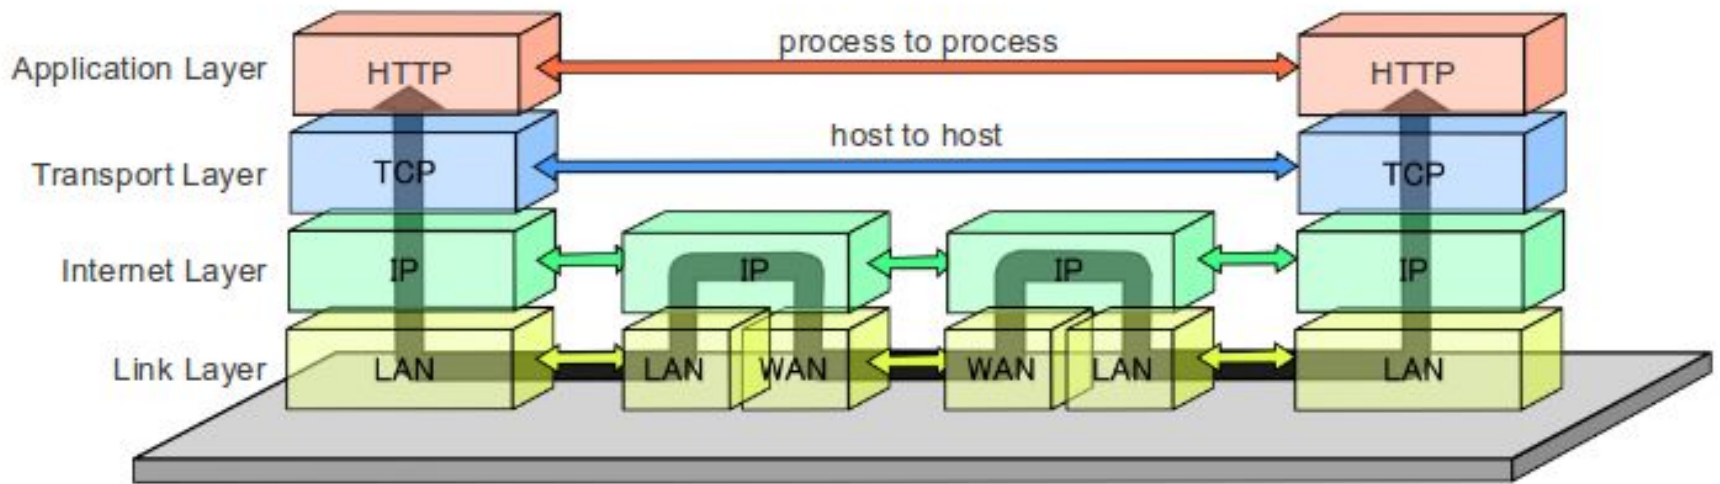 process to process
Application Layer HTTP HTTP
host to host
Transport Layer TCP TCP
Internet Layer IP IP IP IP
Link Layer LAN LAN WAN WAN LAN LAN